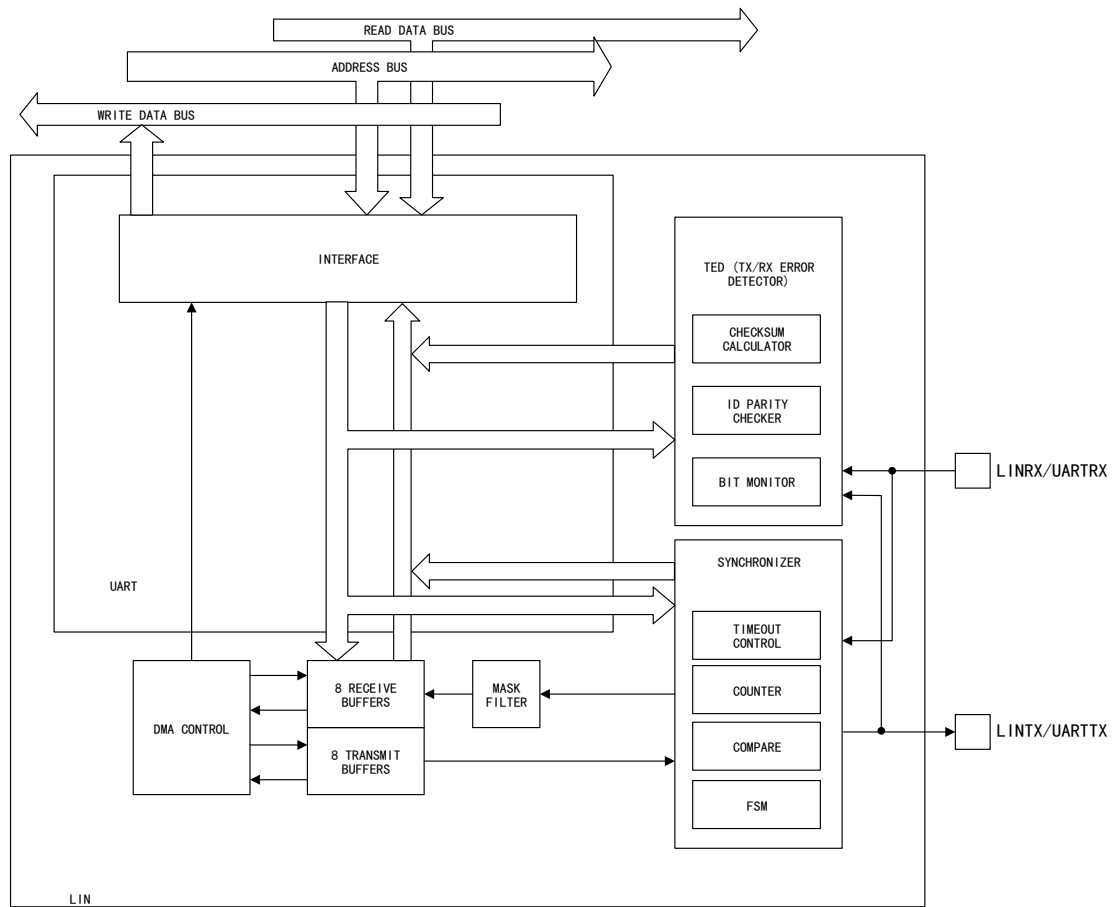 READ DATA BUS
ADDRESS BUS
WRITE DATA BUS
INTERFACE
TED (TX/RX ERROR
DETECTOR)
CHECKSUM
CALCULATOR
ID PARITY
CHECKER
BIT MONITOR
LINRX/UARTRX
SYNCHRONIZER
UART
TIMEOUT
CONTROL
8 RECEIVE
BUFFERS
MASK
FILTER
COUNTER
DMA CONTROL
LINTX/UARTTX
8 TRANSMIT
BUFFERS
COMPARE
FSM
LIN